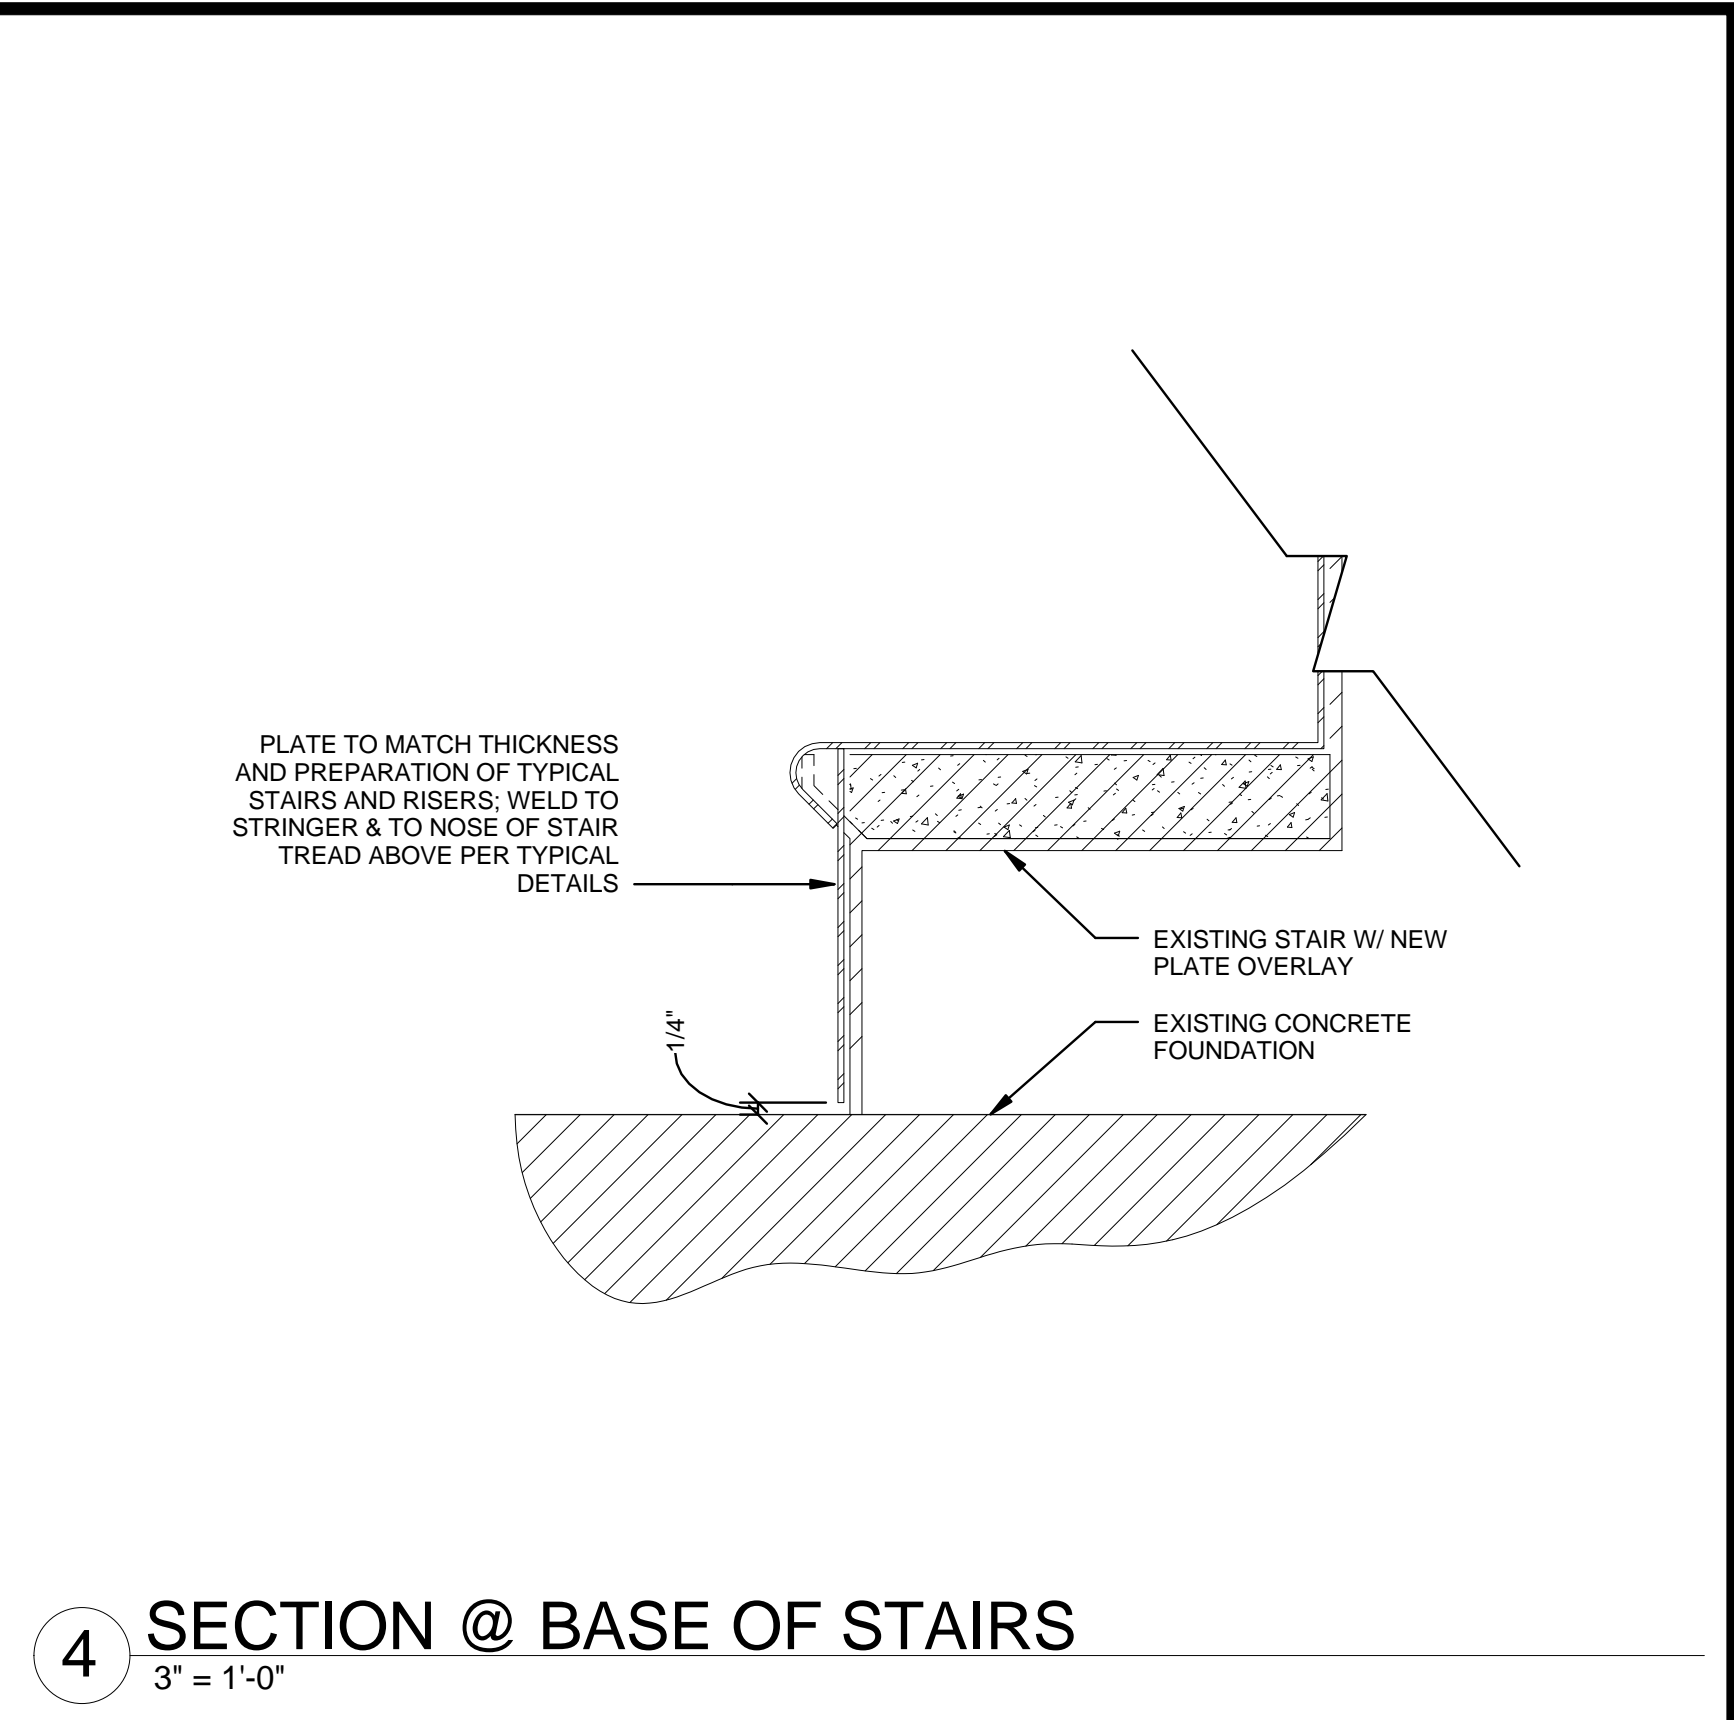 PLATE TO MATCH THICKNESS
AND PREPARATION OF TYPICAL
STAIRS AND RISERS; WELD TO
STRINGER & TO NOSE OF STAIR
TREAD ABOVE PER TYPICAL
DETAILS
EXISTING STAIR W/ NEW
PLATE OVERLAY
EXISTING CONCRETE
FOUNDATION
1/4"
4
SECTION @ BASE OF STAIRS
3" = 1'-0"